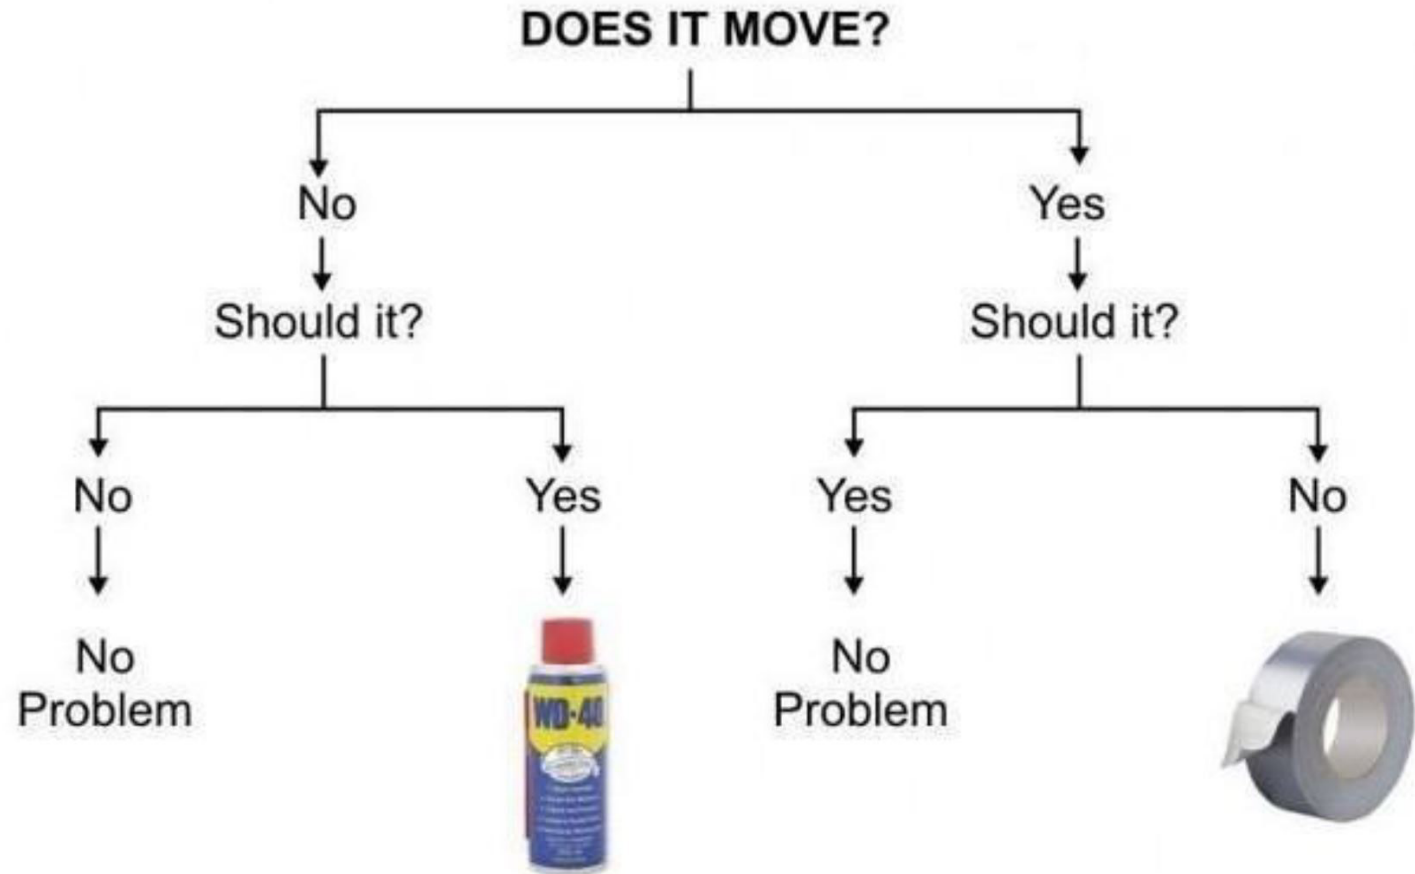 DOES IT MOVE?
No
Yes
Should it?
Should it?
No
Yes
Yes
No
No
Problem
WD-40
No
Problem